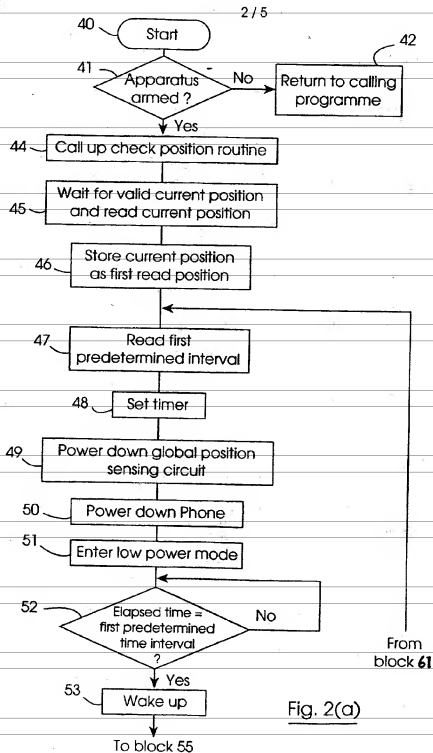 2/5
40
Start
41
Apparatus
armed ?
No
42
Return to calling
programme
Yes
44
Call up check position routine
45
Wait for valid current position
and read current position
46
Store current position
as first read position
47
Read first
predetermined interval
48
Set timer
49
Power down global position
sensing circuit
50
Power down Phone
51
Enter low power mode
52
Elapsed time =
first predetermined
time interval
?
No
From
block 61
Yes
53
Wake up
Fig. 2(a)
To block 55